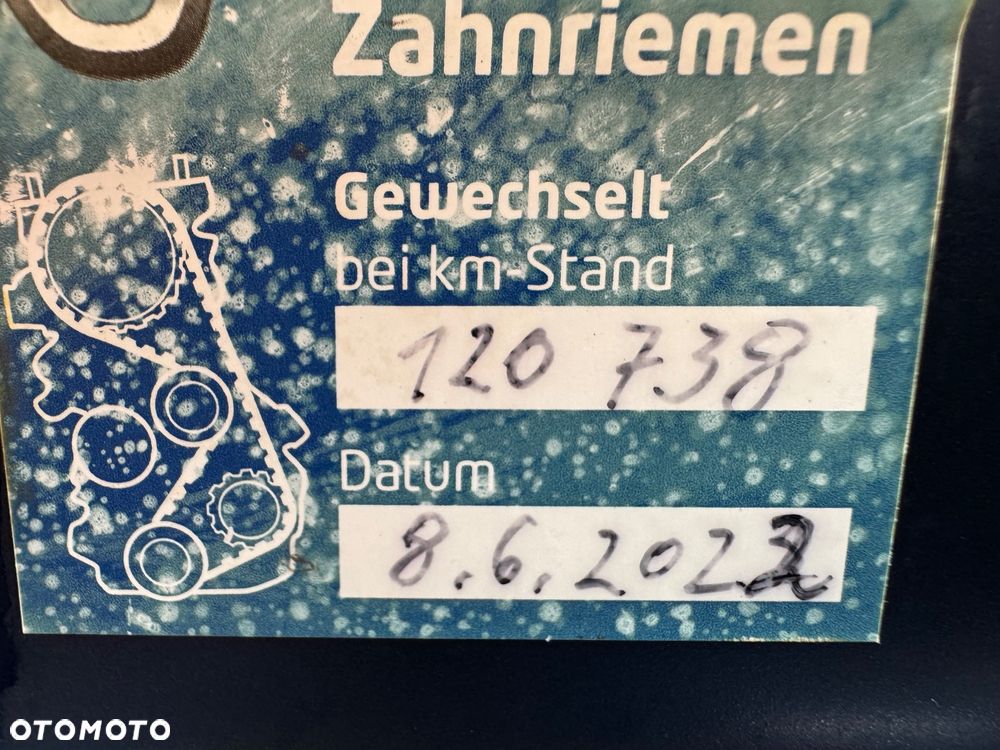 Zahnriemen
Gewechselt
bei km-Stand
120 738
Datum
8.6.2022
OTOMOTO